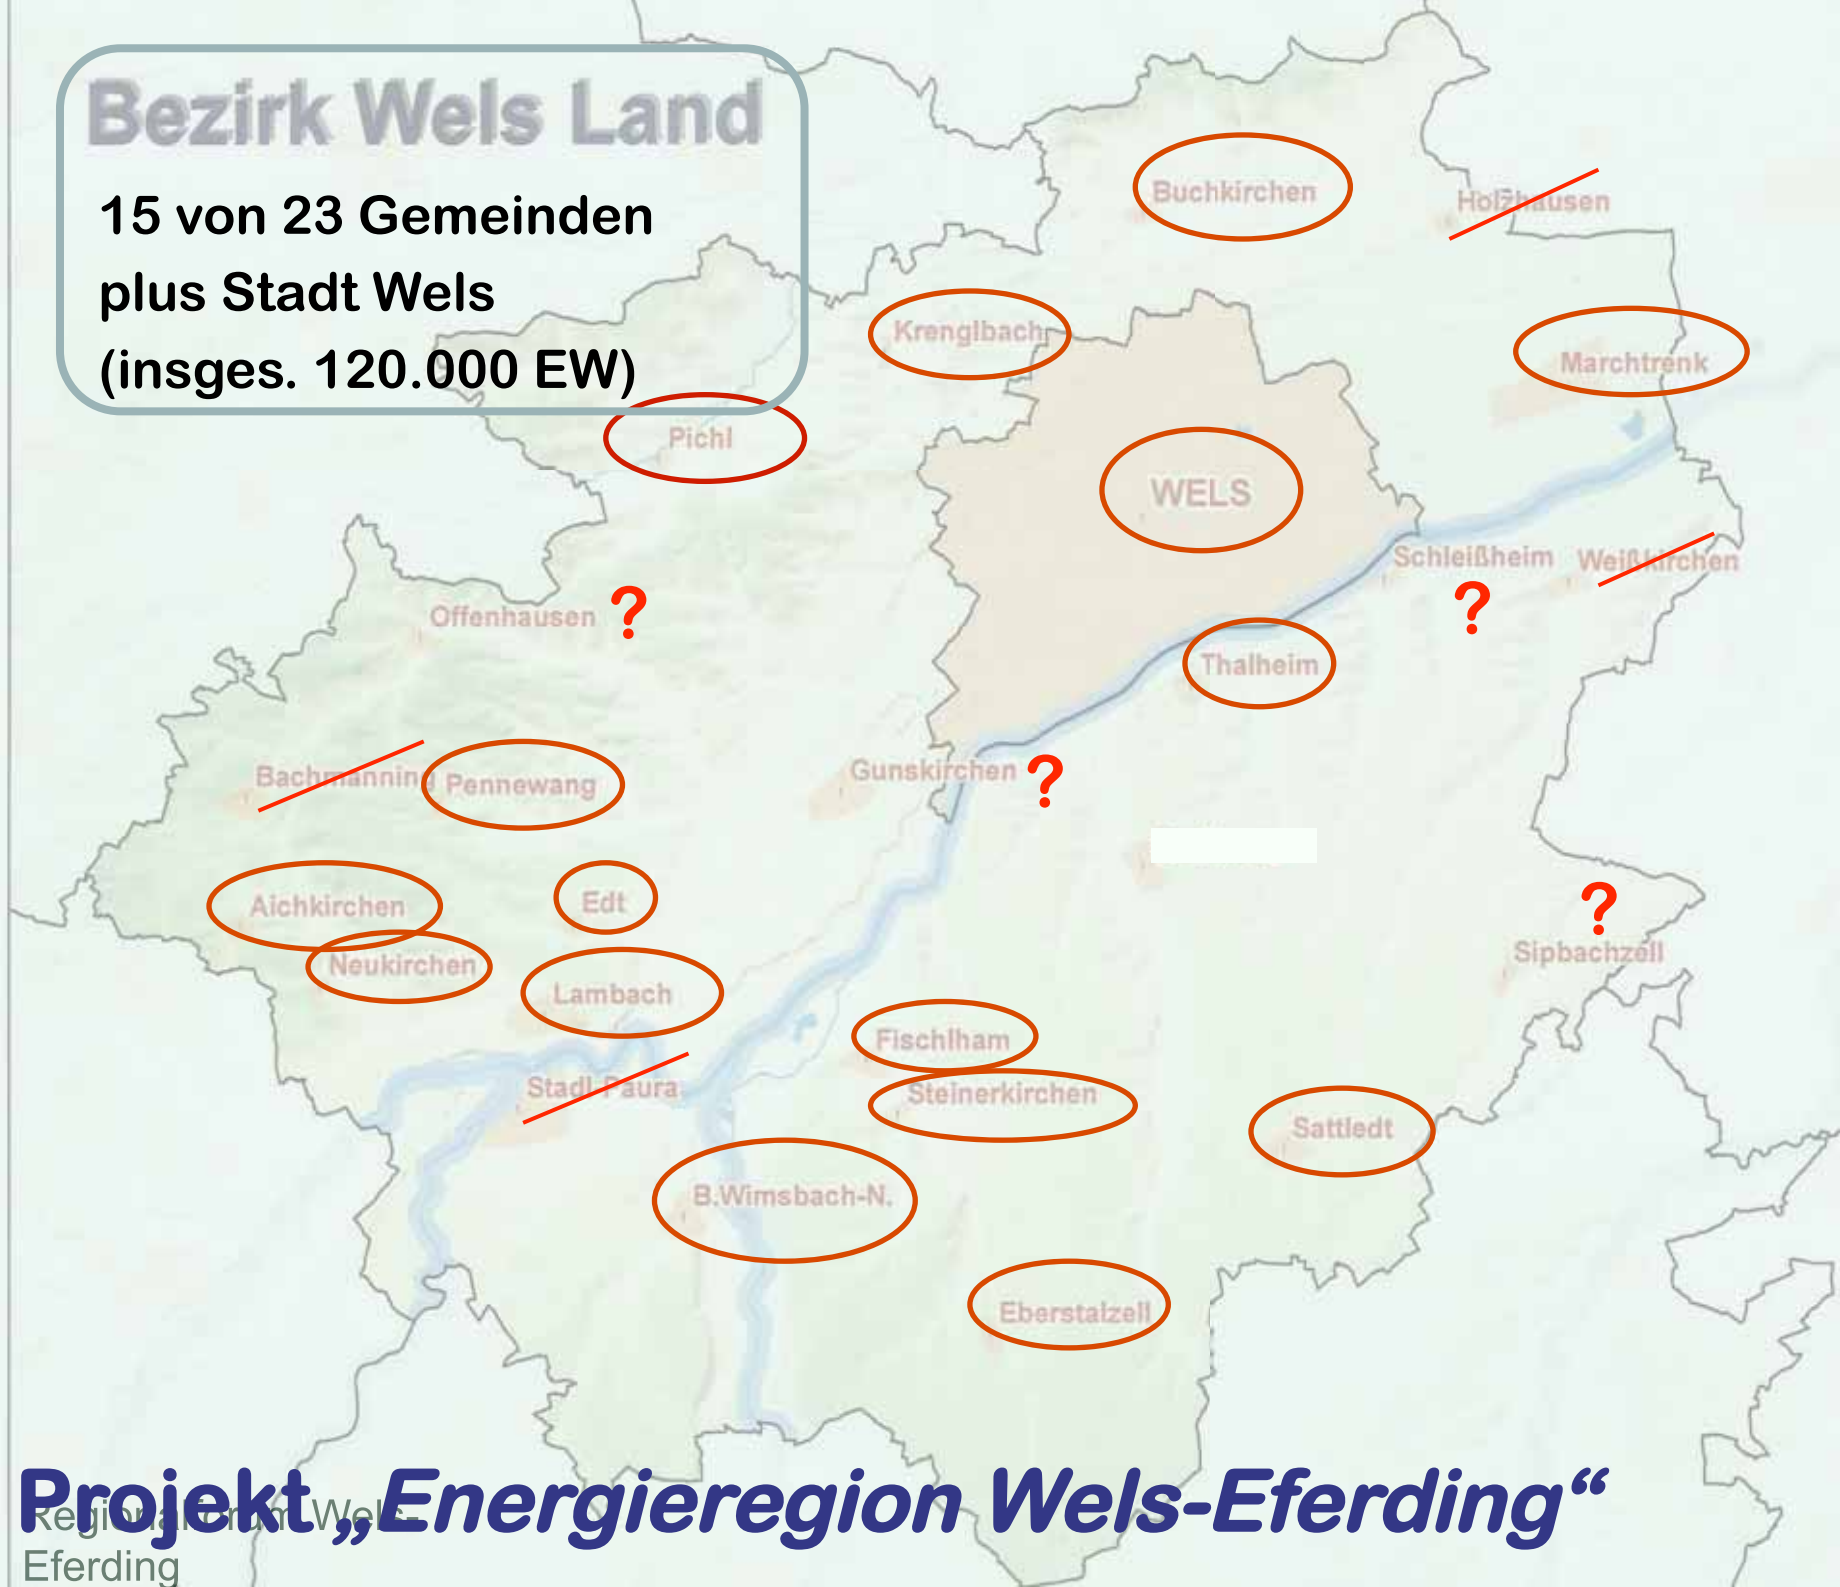 Bezirk Wels Land
15 von 23 Gemeinden
plus Stadt Wels
(insges. 120.000 EW)
Buchkirchen
Holzhausen
Krenglbach
Marchtrenk
Pichl
WELS
Schleißheim
Weißkirchen
?
Offenhausen ?
Thalheim
Gunskirchen ?
Bachmanning
Pennewang
?
Aichkirchen
Edt
Sipbachzell
Neukirchen
Lambach
Fischlham
Stadl-Paura
Steinerkirchen
Sattledt
B.Wimsbach-N.
Eberstalzell
Projekt „Energieregion Wels-Eferding“
Regionalforum Wels-
Eferding